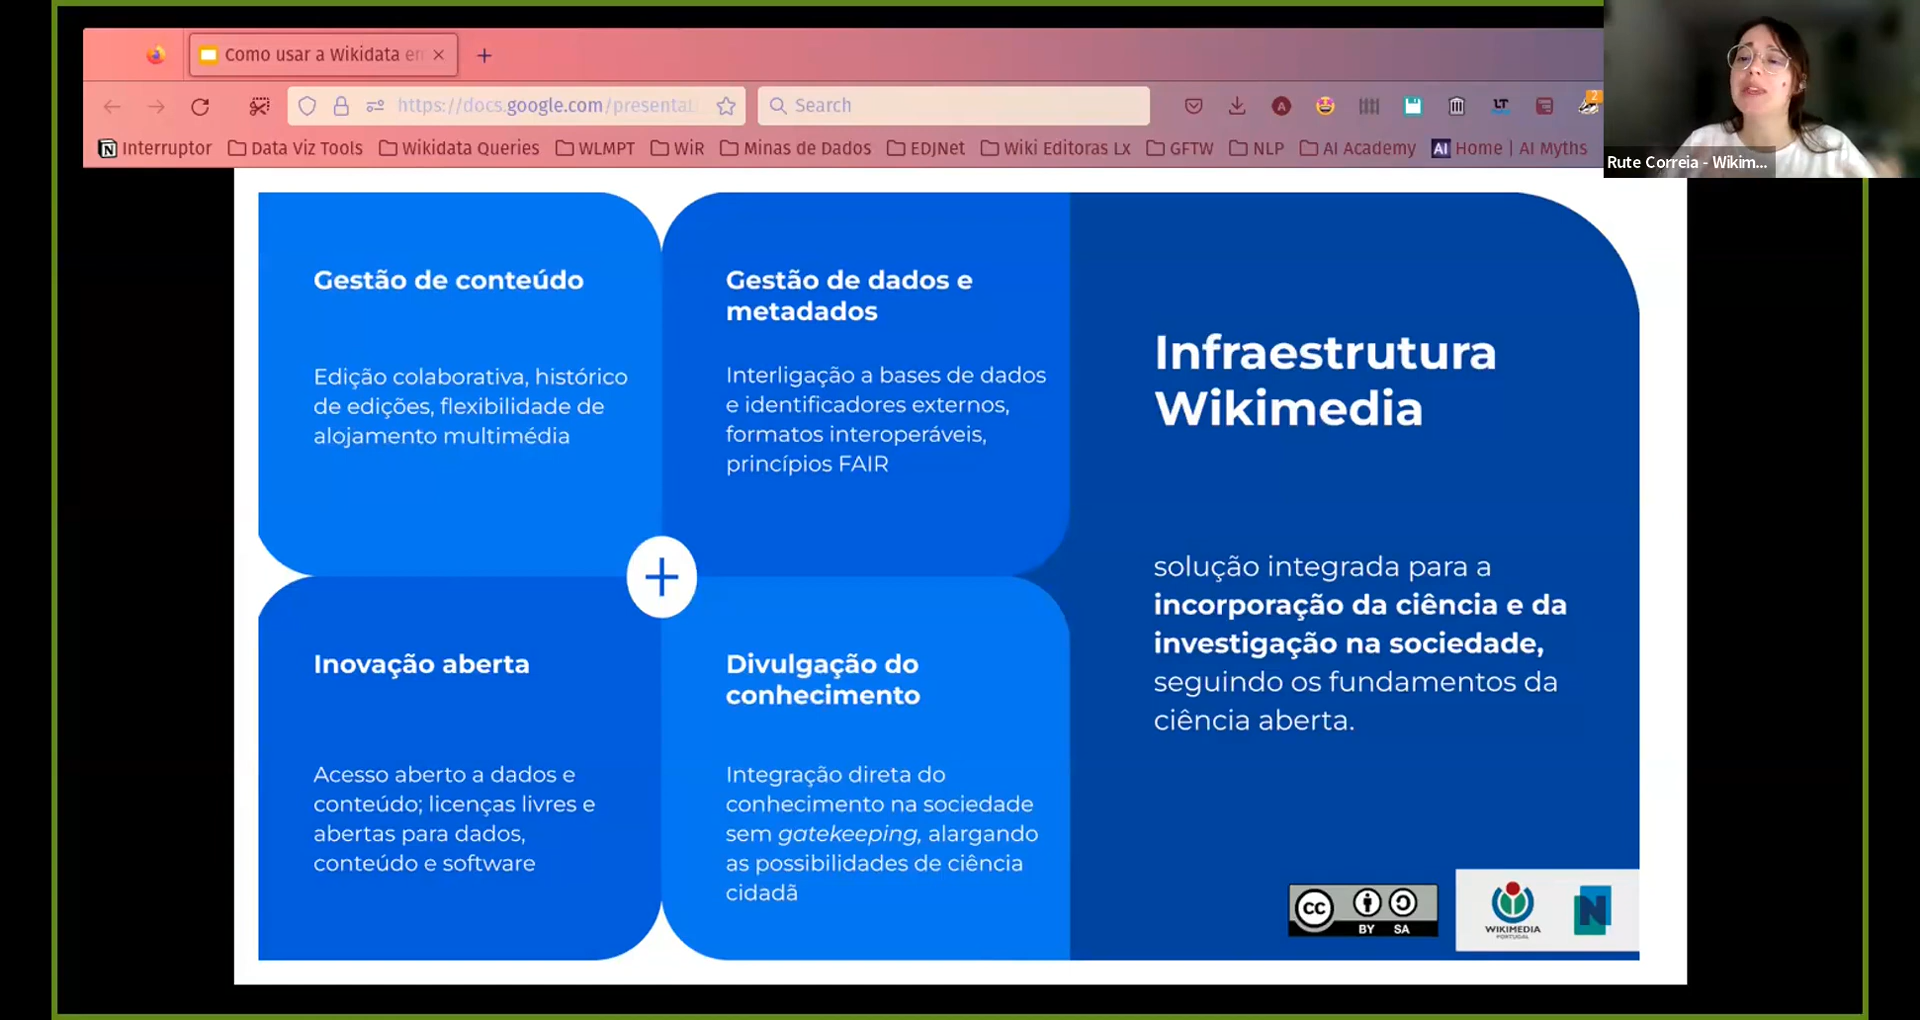 Como usar a Wikidata en
https://docs.google.com/presenta
Search
Interruptor
Data Viz Tools
Wikidata Queries
WLMPT
WiR
Minas de Dados
EDJNet
Wiki Editoras Lx
GFTW
NLP
AI Academy
AI Home | AI Myths
2
LT
Rute Correia - Wikim...
Gestão de conteúdo
Edição colaborativa, histórico
de edições, flexibilidade de
alojamento multimédia
Gestão de dados e
metadados
Interligação a bases de dados
e identificadores externos,
formatos interoperáveis,
princípios FAIR
Inovação aberta
Acesso aberto a dados e
conteúdo; licenças livres e
abertas para dados,
conteúdo e software
Divulgação do
conhecimento
Integração direta do
conhecimento na sociedade
sem gatekeeping, alargando
as possibilidades de ciência
cidadã
Infraestrutura
Wikimedia
solução integrada para a
incorporação da ciência e da
investigação na sociedade,
seguindo os fundamentos da
ciência aberta.
CC
BY SA
WIKIMEDIA
PORTUGAL
N